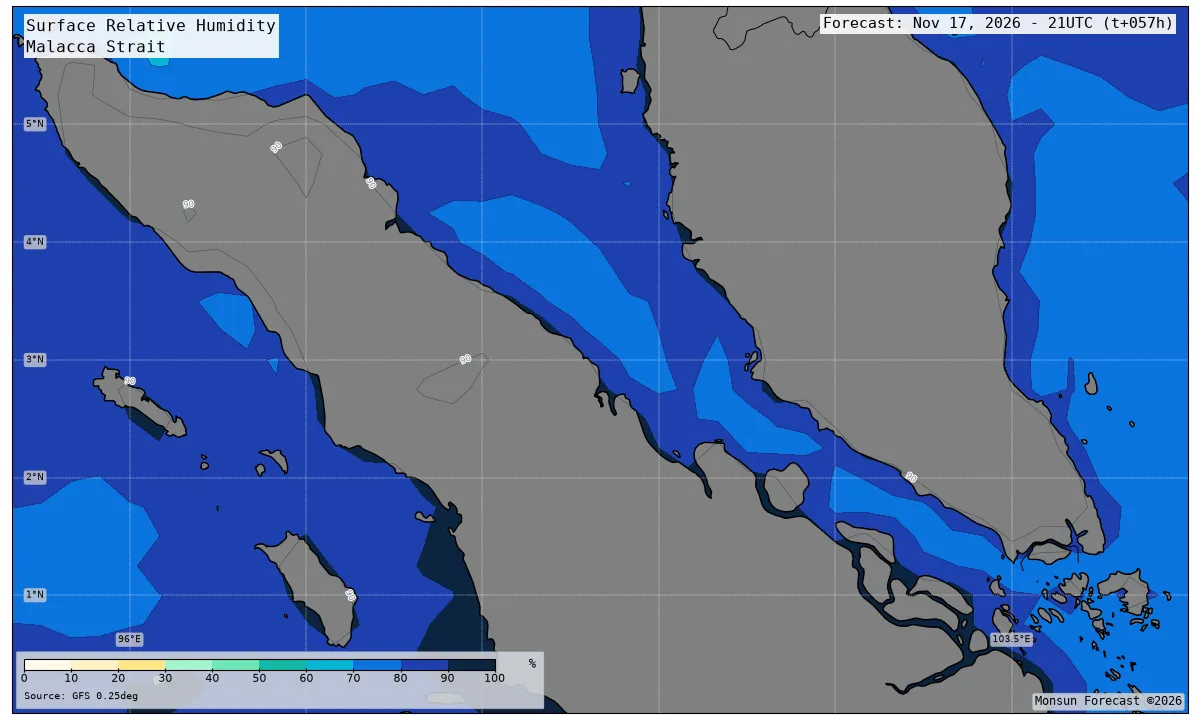 Surface Relative Humidity
Malacca Strait
Forecast: Nov 17, 2026 - 21UTC (t+057h)
5°N
90
90
90
4°N
3°N
90
90
2°N
90
1°N
90
96°E
103.5°E
%
0 10 20 30 40 50 60 70 80 90 100
Source: GFS 0.25deg
Monsun Forecast ©2026